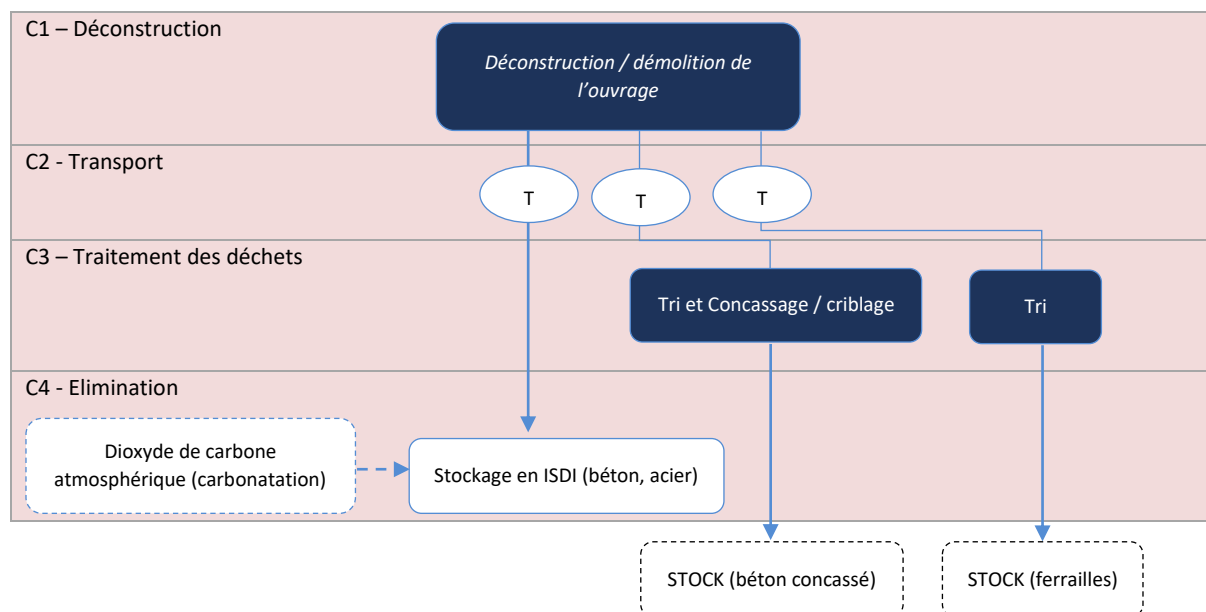 C1 – Déconstruction
Déconstruction / démolition de
l’ouvrage
C2 - Transport
T
T
T
C3 – Traitement des déchets
Tri et Concassage / criblage
Tri
C4 - Elimination
Dioxyde de carbone
atmosphérique (carbonatation)
Stockage en ISDI (béton, acier)
STOCK (béton concassé)
STOCK (ferrailles)